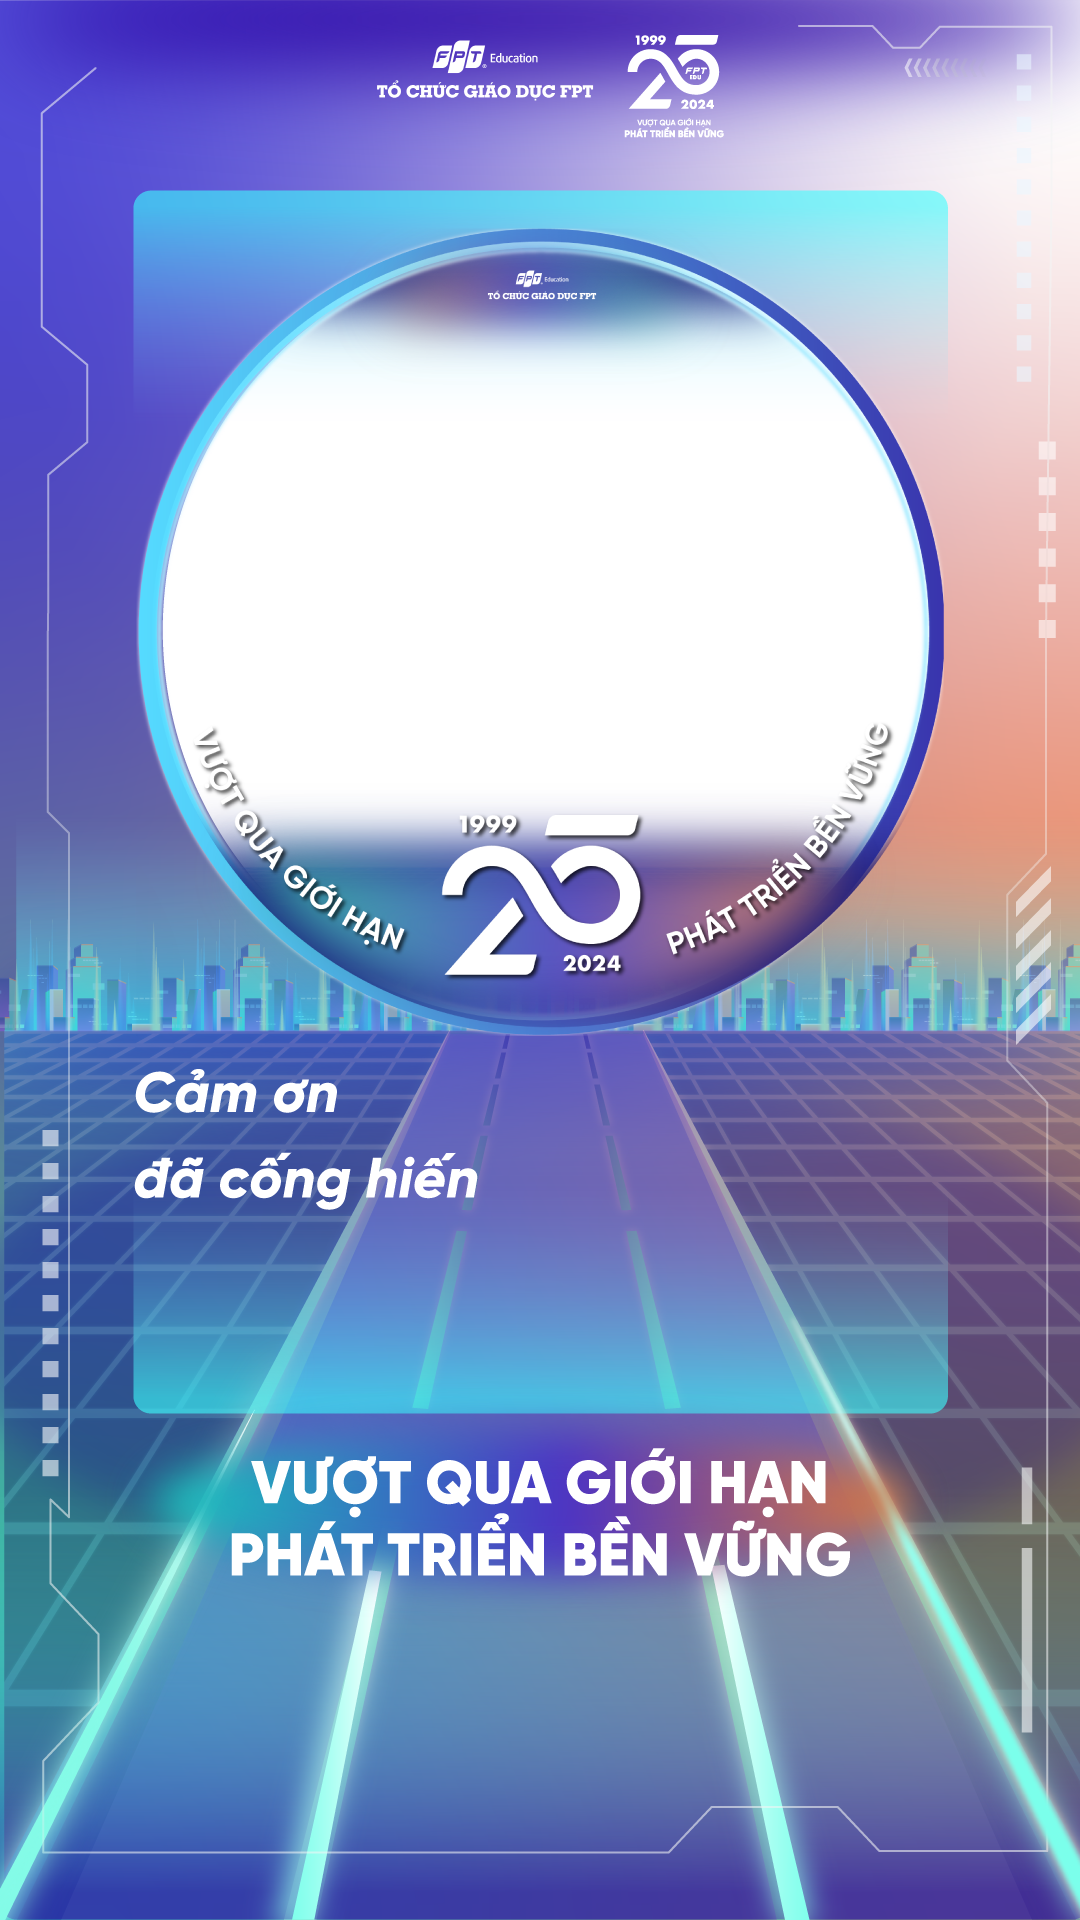 FPT Education
TỔ CHỨC GIÁO DỤC FPT
1999
25
FPT
EDU
2024
VƯỢT QUA GIỚI HẠN
PHÁT TRIỂN BỀN VỮNG
FPT Education
TỔ CHỨC GIÁO DỤC FPT
VƯỢT QUA GIỚI HẠN
1999
25
2024
PHÁT TRIỂN BỀN VỮNG
Cảm ơn
đã cống hiến
VƯỢT QUA GIỚI HẠN
PHÁT TRIỂN BỀN VỮNG